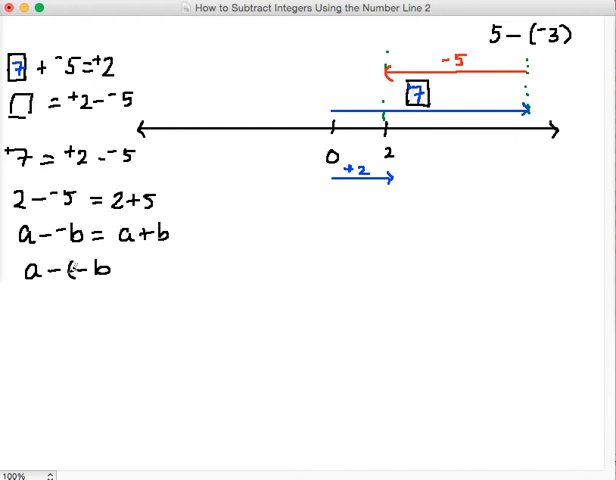 How to Subtract Integers Using the Number Line 2
5 - (⁻3)
7 + ⁻5 = ⁺2
□ = ⁺2 - ⁻5
⁺7 = ⁺2 - ⁻5
2 - ⁻5 = 2 + 5
a - ⁻b = a + b
a - (- b
-5
⁺7
0 2
+2
100%